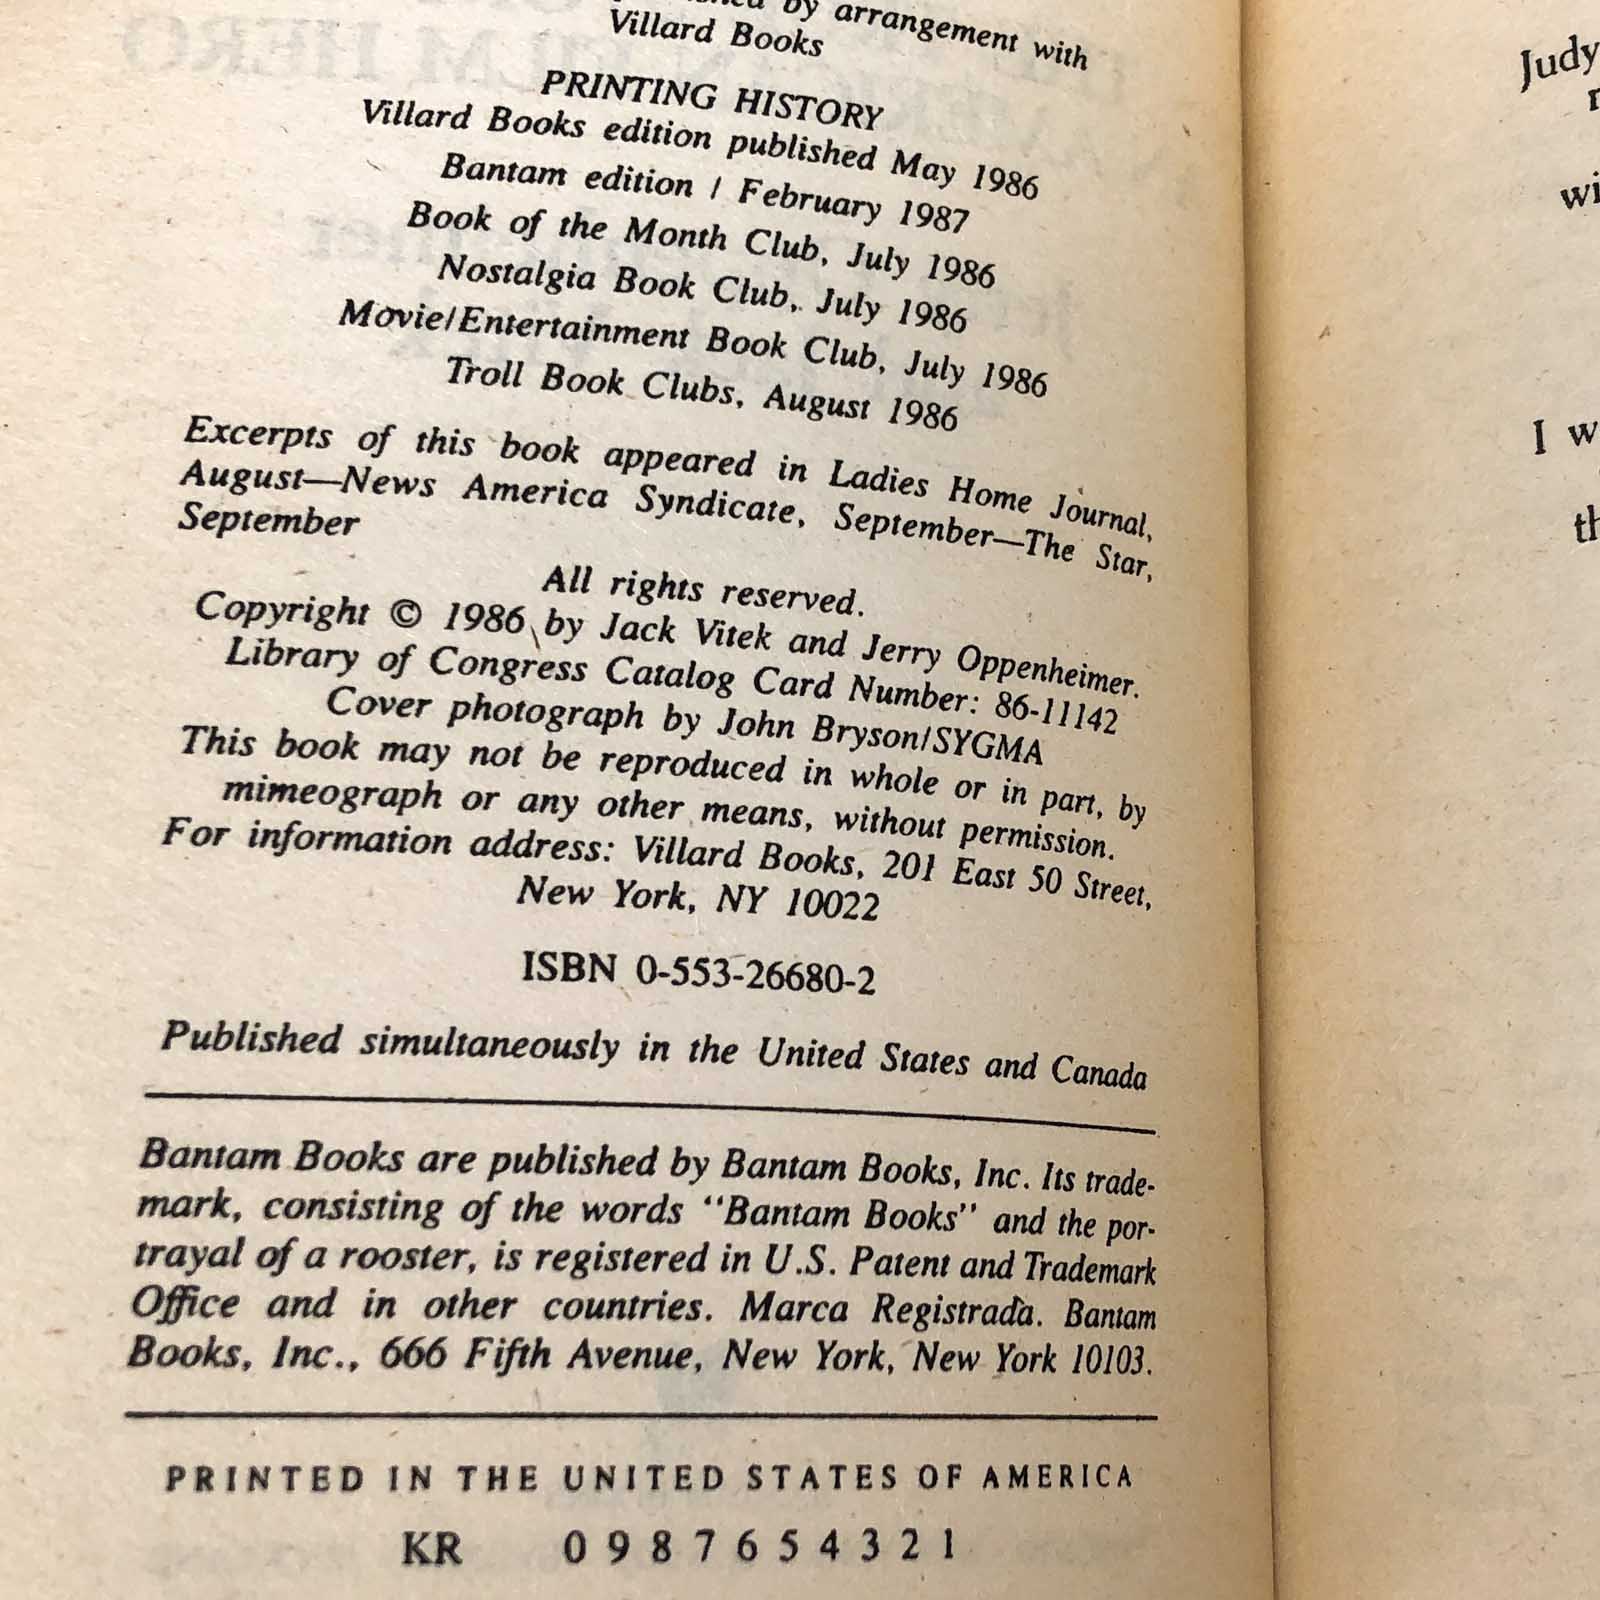 by arrangement with
Villard Books
PRINTING HISTORY
Villard Books edition published May 1986
Bantam edition / February 1987
Book of the Month Club, July 1986
Nostalgia Book Club, July 1986
Movie/Entertainment Book Club, July 1986
Troll Book Clubs, August 1986
Excerpts of this book appeared in Ladies Home Journal,
August—News America Syndicate, September—The Star,
September
All rights reserved.
Copyright © 1986 by Jack Vitek and Jerry Oppenheimer.
Library of Congress Catalog Card Number: 86-11142
Cover photograph by John Bryson/SYGMA
This book may not be reproduced in whole or in part, by
mimeograph or any other means, without permission.
For information address: Villard Books, 201 East 50 Street,
New York, NY 10022
ISBN 0-553-26680-2
Published simultaneously in the United States and Canada
Bantam Books are published by Bantam Books, Inc. Its trade-
mark, consisting of the words "Bantam Books" and the por-
trayal of a rooster, is registered in U.S. Patent and Trademark
Office and in other countries. Marca Registrada. Bantam
Books, Inc., 666 Fifth Avenue, New York, New York 10103.
PRINTED IN THE UNITED STATES OF AMERICA
KR 0 9 8 7 6 5 4 3 2 1
Judy
wi
I w
th